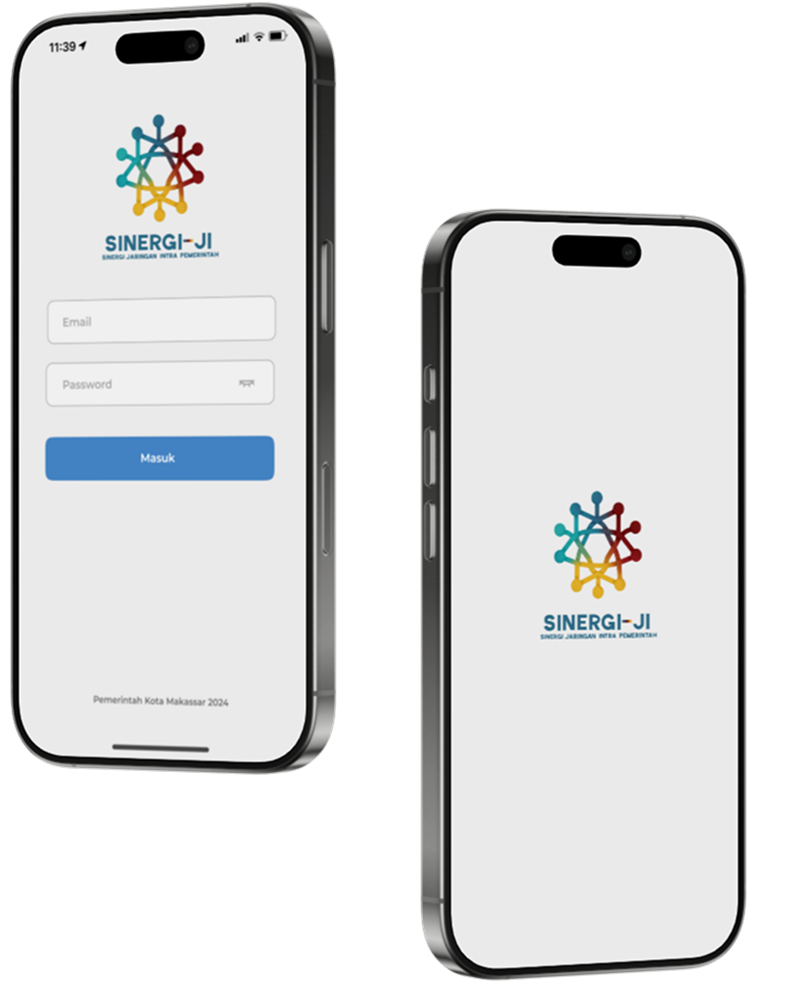 11:39
SINERGI-JI
SINERGI JARINGAN INTRA PEMERINTAH
Email
Password
Masuk
Pemerintah Kota Makassar 2024
SINERGI-JI
SINERGI JARINGAN INTRA PEMERINTAH